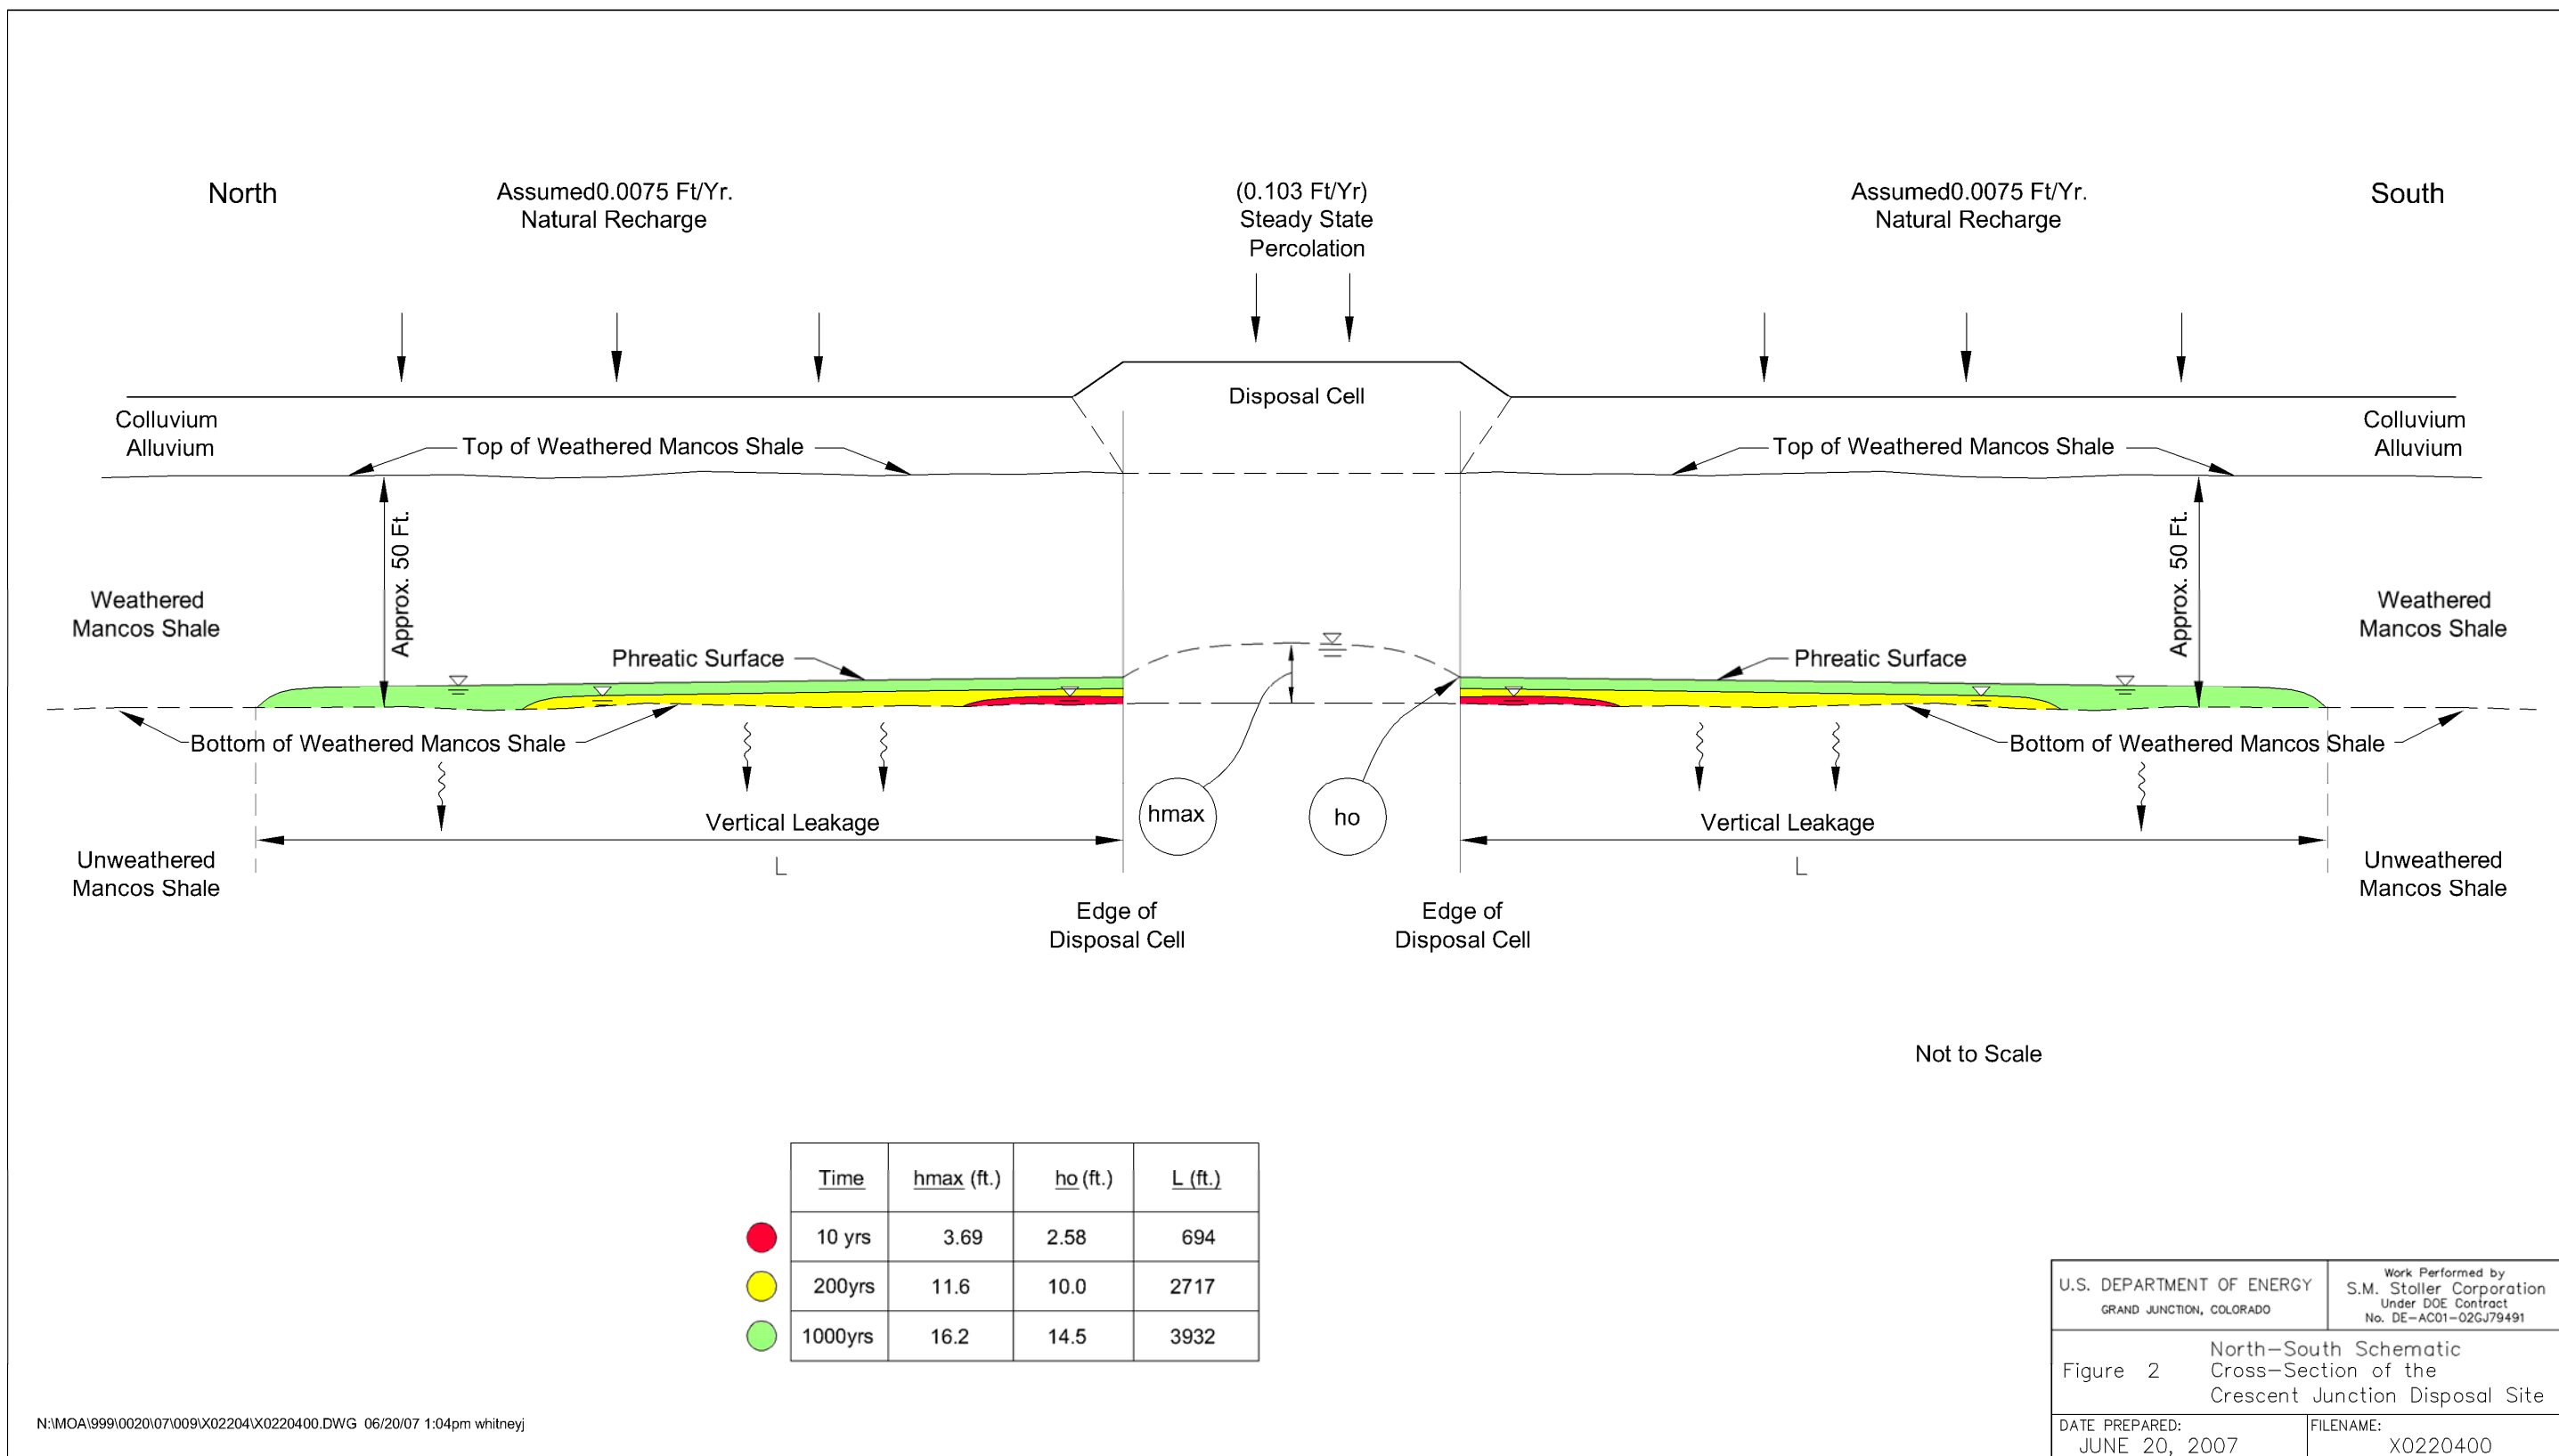 North
Assumed0.0075 Ft/Yr.
Natural Recharge
(0.103 Ft/Yr)
Steady State
Percolation
Assumed0.0075 Ft/Yr.
Natural Recharge
South
Disposal Cell
Colluvium
Alluvium
Top of Weathered Mancos Shale
Top of Weathered Mancos Shale
Colluvium
Alluvium
Approx. 50 Ft.
Approx. 50 Ft.
Weathered
Mancos Shale
Weathered
Mancos Shale
Phreatic Surface
Phreatic Surface
Bottom of Weathered Mancos Shale
Bottom of Weathered Mancos Shale
hmax
ho
Vertical Leakage
Vertical Leakage
L
L
Unweathered
Mancos Shale
Unweathered
Mancos Shale
Edge of
Disposal Cell
Edge of
Disposal Cell
Not to Scale
Time hmax (ft.) ho (ft.) L (ft.)
10 yrs 3.69 2.58 694
200yrs 11.6 10.0 2717
1000yrs 16.2 14.5 3932
U.S. DEPARTMENT OF ENERGY
GRAND JUNCTION, COLORADO
Work Performed by
S.M. Stoller Corporation
Under DOE Contract
No. DE-AC01-02GJ79491
Figure 2
North-South Schematic
Cross-Section of the
Crescent Junction Disposal Site
DATE PREPARED:
JUNE 20, 2007
FILENAME:
X0220400
N:\MOA\999\0020\07\009\X02204\X0220400.DWG 06/20/07 1:04pm whitneyj